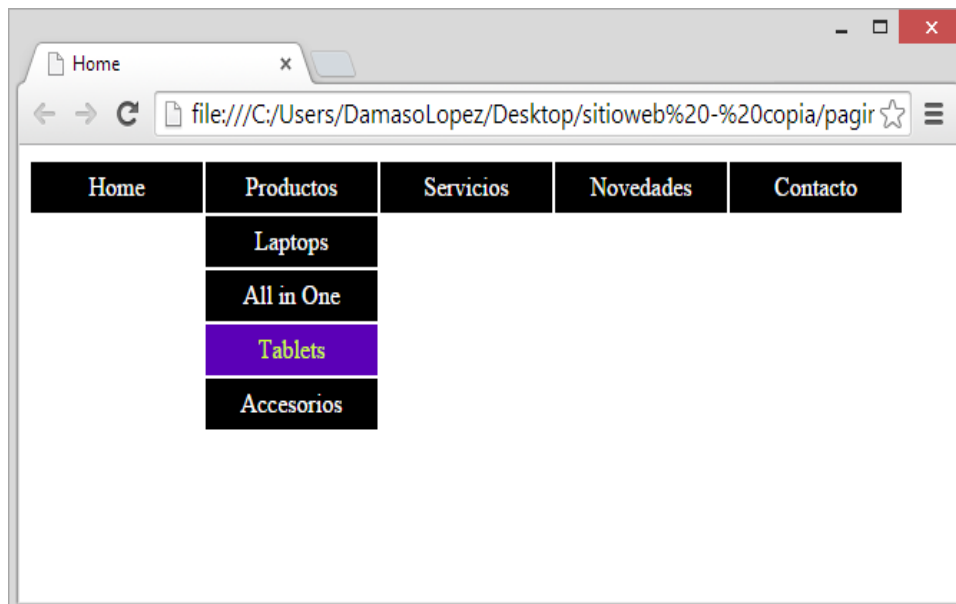 Home
file:///C:/Users/DamasoLopez/Desktop/sitioweb%20-%20copia/pagir
Home Productos Servicios Novedades Contacto
Laptops
All in One
Tablets
Accesorios